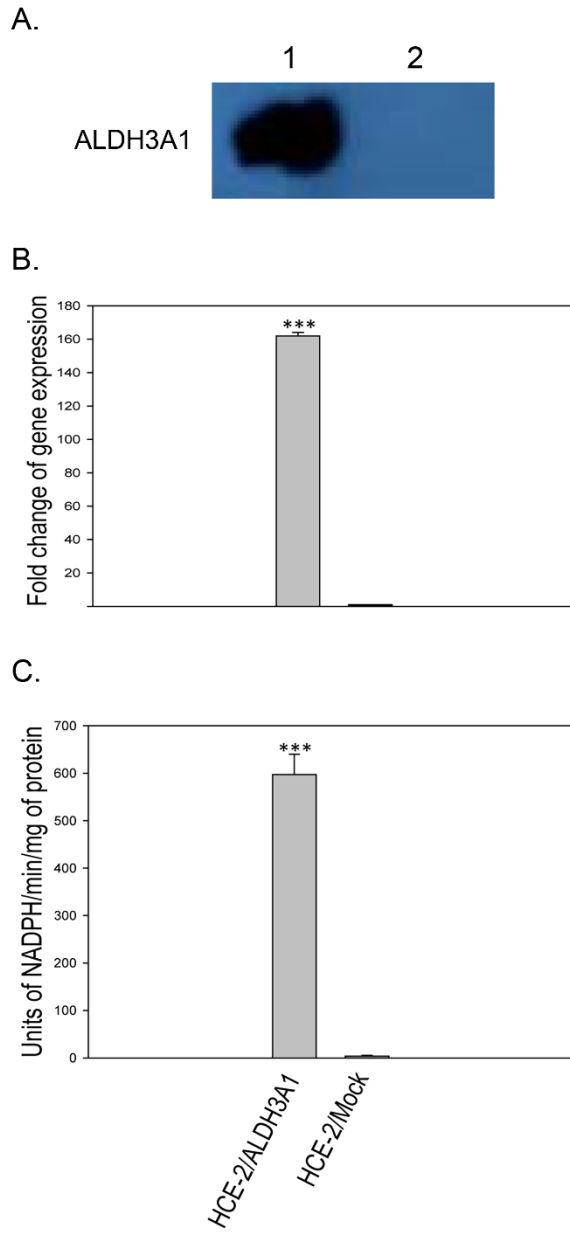 A.
1 2
ALDH3A1
B.
Fold change of gene expression
180
160
140
120
100
80
60
40
20
***
C.
Units of NADPH/min/mg of protein
700
600
500
400
300
200
100
0
***
HCE-2/ALDH3A1
HCE-2/Mock